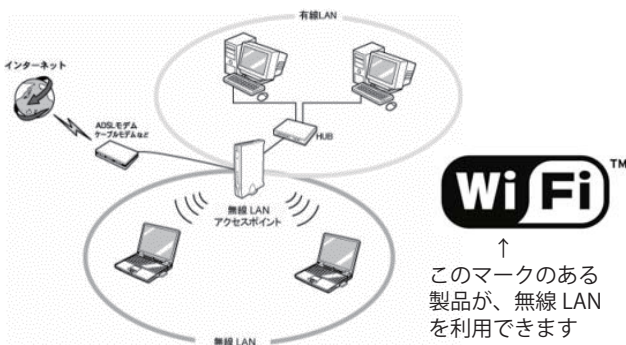 有線LAN
インターネット
ADSLモデム
ケーブルモデムなど
HUB
無線 LAN
アクセスポイント
無線 LAN
Wi Fi TM
↑
このマークのある
製品が、無線 LAN
を利用できます